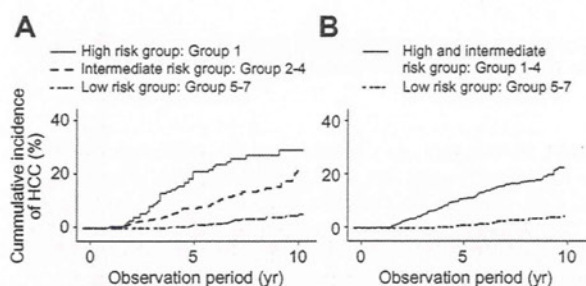 A
High risk group: Group 1
Intermediate risk group: Group 2-4
Low risk group: Group 5-7
Cummulative incidence
of HCC (%)
40
20
0
0 5 10
Observation period (yr)
B
High and intermediate
risk group: Group 1-4
Low risk group: Group 5-7
40
20
0
0 5 10
Observation period (yr)